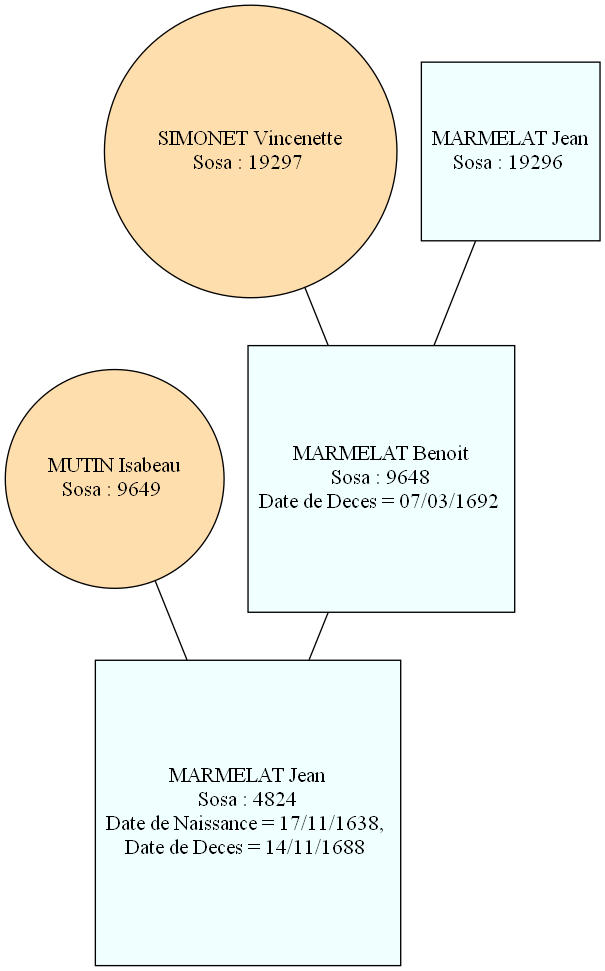 SIMONET Vincenette
Sosa : 19297
MARMELAT Jean
Sosa : 19296
MUTIN Isabeau
Sosa : 9649
MARMELAT Benoit
Sosa : 9648
Date de Deces = 07/03/1692
MARMELAT Jean
Sosa : 4824
Date de Naissance = 17/11/1638,
Date de Deces = 14/11/1688